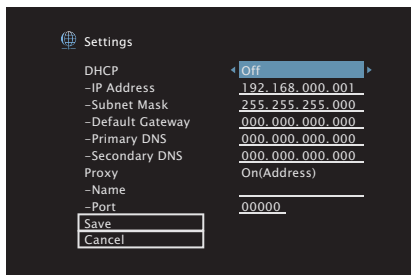 Settings
DHCP Off
–IP Address 192.168.000.001
–Subnet Mask 255.255.255.000
–Default Gateway 000.000.000.000
–Primary DNS 000.000.000.000
–Secondary DNS 000.000.000.000
Proxy On(Address)
–Name
–Port 00000
Save
Cancel